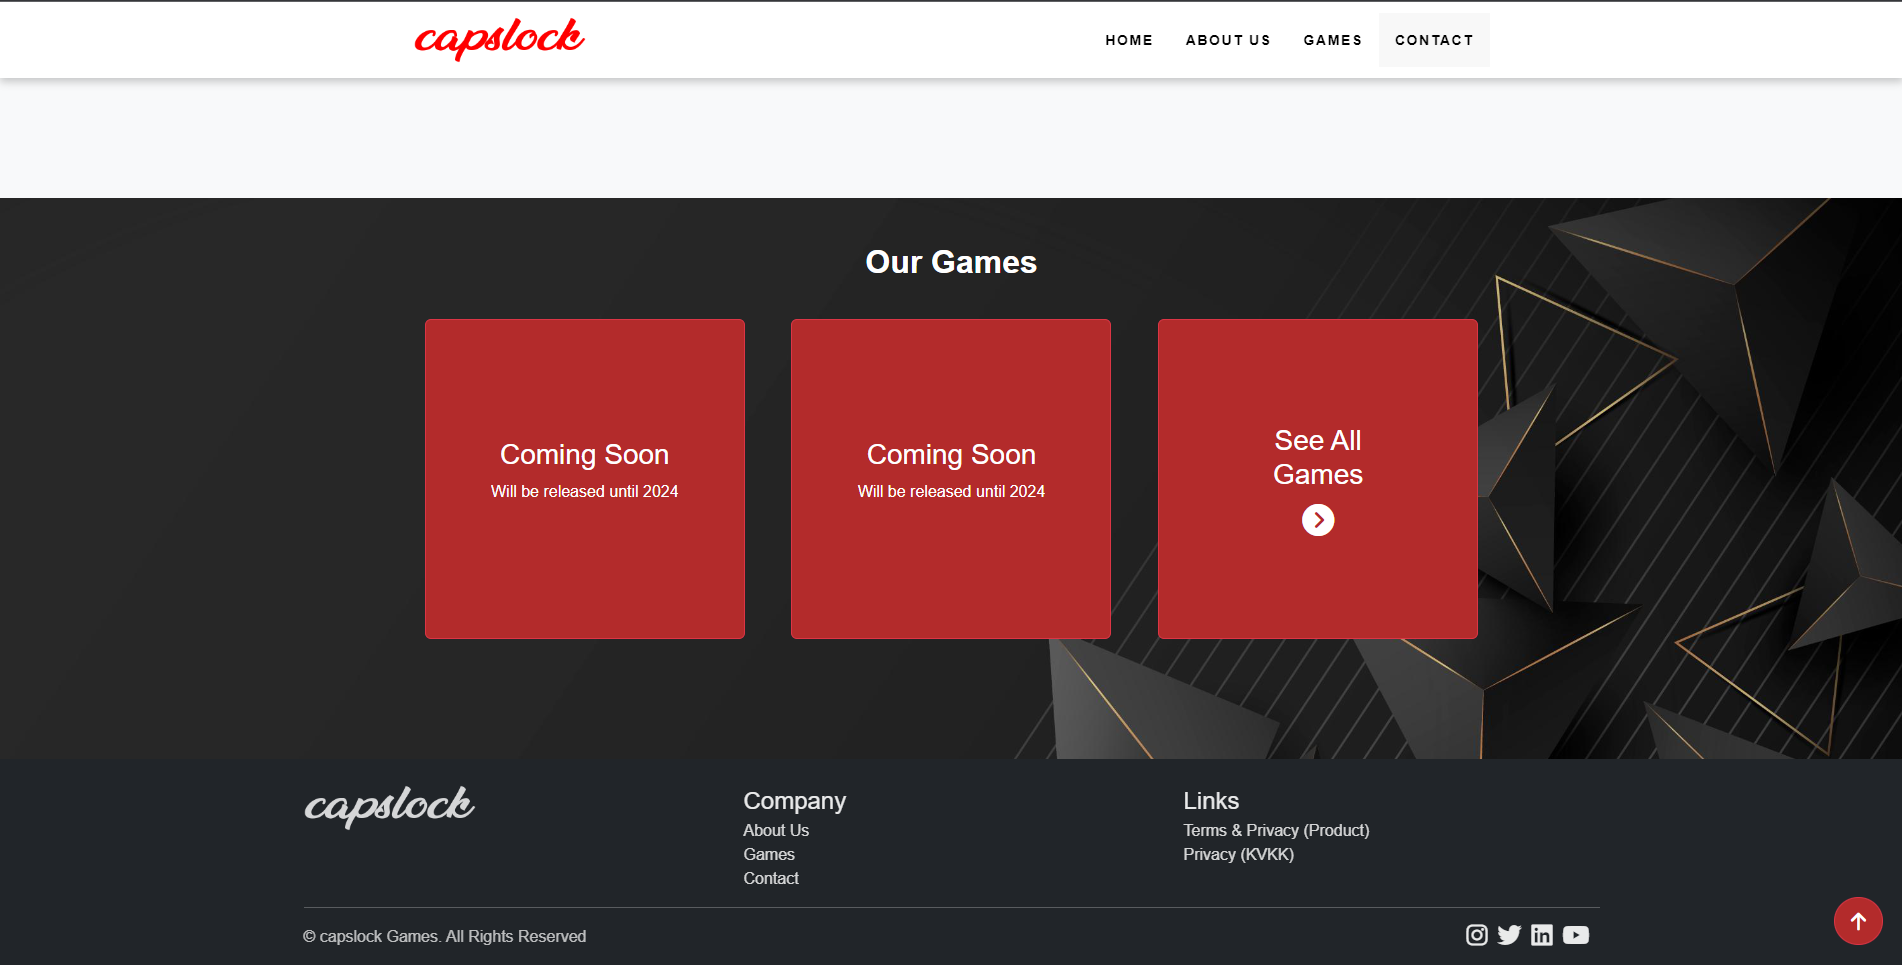 capslock
HOME ABOUT US GAMES CONTACT
Our Games
Coming Soon
Will be released until 2024
Coming Soon
Will be released until 2024
See All
Games
capslock
Company
About Us
Games
Contact
Links
Terms & Privacy (Product)
Privacy (KVKK)
© capslock Games. All Rights Reserved
in